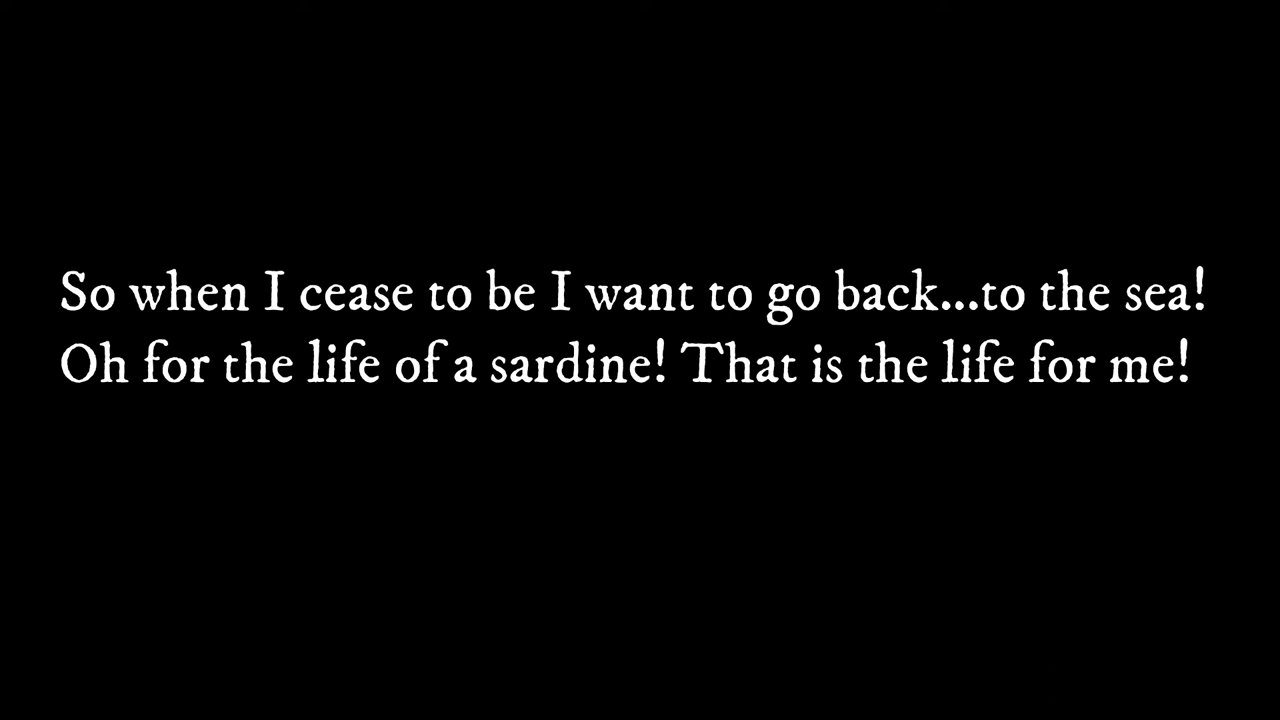 So when I cease to be I want to go back...to the sea!
Oh for the life of a sardine! That is the life for me!